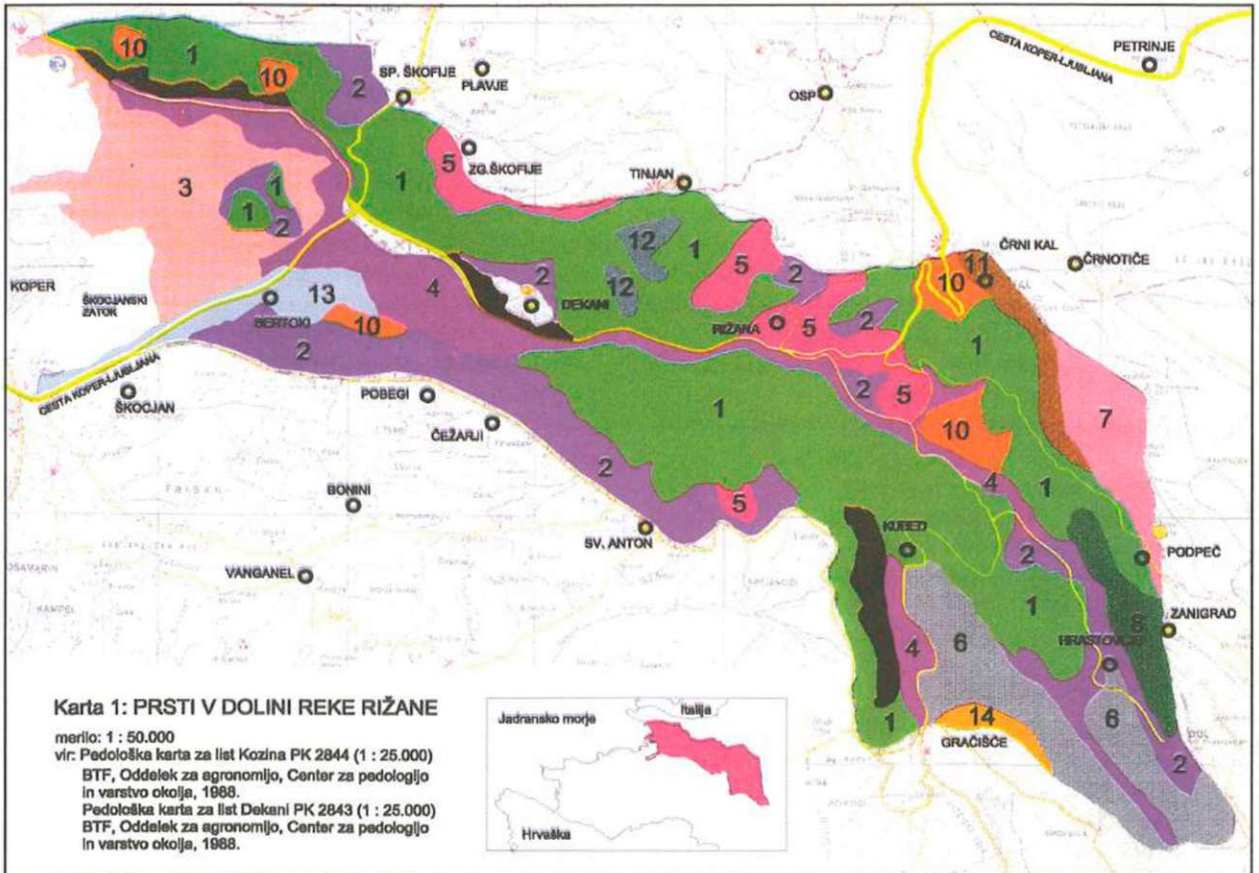 PETRINJE
CESTA KOPER-LJUBLJANA
10
1
10
2
SP. ŠKOFIJE
PLAVJE
OSP
3
1
1
2
1
5
ZG.ŠKOFIJE
TINJAN
12
1
12
5
2
ČRNI KAL
11
10
ČRNOTIČE
KOPER
ŠKOCJANSKI
ZATOK
13
BERTOKI
10
2
4
2
DEKANI
RIŽANA
5
2
1
CESTA KOPER-LJUBLJANA
ŠKOCJAN
POBEGI
ČEŽARJI
1
2
5
10
7
2
BONINI
5
4
1
SV. ANTON
KUBED
2
PODPEČ
VANGANEL
1
ZANIGRAD
8
4
6
HRASTOVLJE
6
1
14
GRAČIŠČE
2
Karta 1: PRSTI V DOLINI REKE RIŽANE
merilo: 1 : 50.000
vir: Pedološka karta za list Kozina PK 2844 (1 : 25.000)
BTF, Oddelek za agronomijo, Center za pedologijo
in varstvo okolja, 1988.
Pedološka karta za list Dekani PK 2843 (1 : 25.000)
BTF, Oddelek za agronomijo, Center za pedologijo
in varstvo okolja, 1988.
Jadransko morje
Italija
Hrvaška